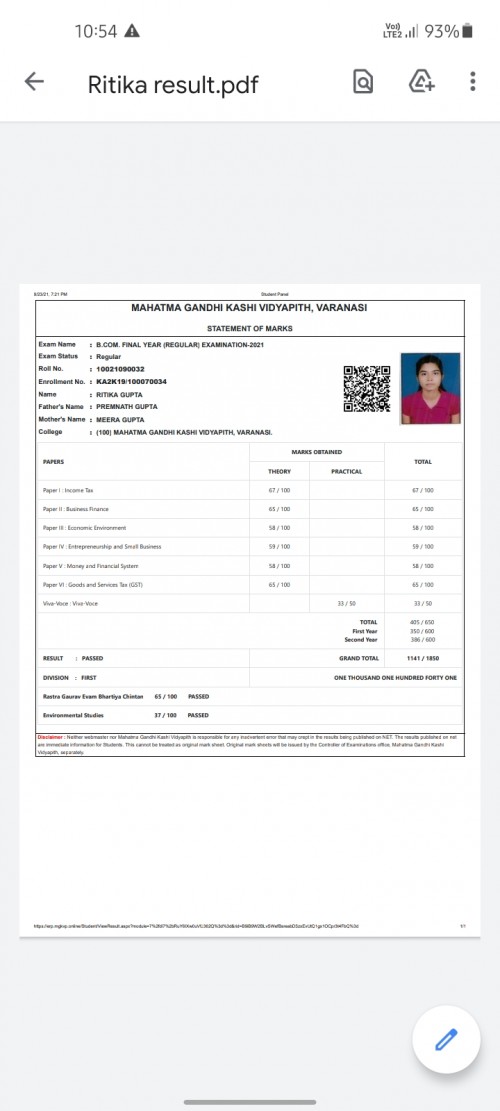 10:54
Vo)) LTE2 93%
Ritika result.pdf
8/23/21, 7:21 PM Student Panel
MAHATMA GANDHI KASHI VIDYAPITH, VARANASI
STATEMENT OF MARKS
Exam Name : B.COM. FINAL YEAR (REGULAR) EXAMINATION-2021
Exam Status : Regular
Roll No. : 10021090032
Enrollment No. : KA2K19/100070034
Name : RITIKA GUPTA
Father's Name : PREMNATH GUPTA
Mother's Name : MEERA GUPTA
College : (100) MAHATMA GANDHI KASHI VIDYAPITH, VARANASI.
PAPERS MARKS OBTAINED TOTAL
THEORY PRACTICAL
Paper I : Income Tax 67 / 100 67 / 100
Paper II : Business Finance 65 / 100 65 / 100
Paper III : Economic Environment 58 / 100 58 / 100
Paper IV : Entrepreneurship and Small Business 59 / 100 59 / 100
Paper V : Money and Financial System 58 / 100 58 / 100
Paper VI : Goods and Services Tax (GST) 65 / 100 65 / 100
Viva-Voce : Viva-Voce 33 / 50 33 / 50
TOTAL 405 / 650
First Year 350 / 600
Second Year 386 / 600
RESULT : PASSED GRAND TOTAL 1141 / 1850
DIVISION : FIRST ONE THOUSAND ONE HUNDRED FORTY ONE
Rastra Gaurav Evam Bhartiya Chintan 65 / 100 PASSED
Environmental Studies 37 / 100 PASSED
Disclaimer : Neither webmaster nor Mahatma Gandhi Kashi Vidyapith is responsible for any inadvertent error that may crept in the results being published on NET. The results published on net
are immediate information for Students. This cannot be treated as original mark sheet. Original mark sheets will be issued by the Controller of Examinations office, Mahatma Gandhi Kashi
Vidyapith, separately.
1/1